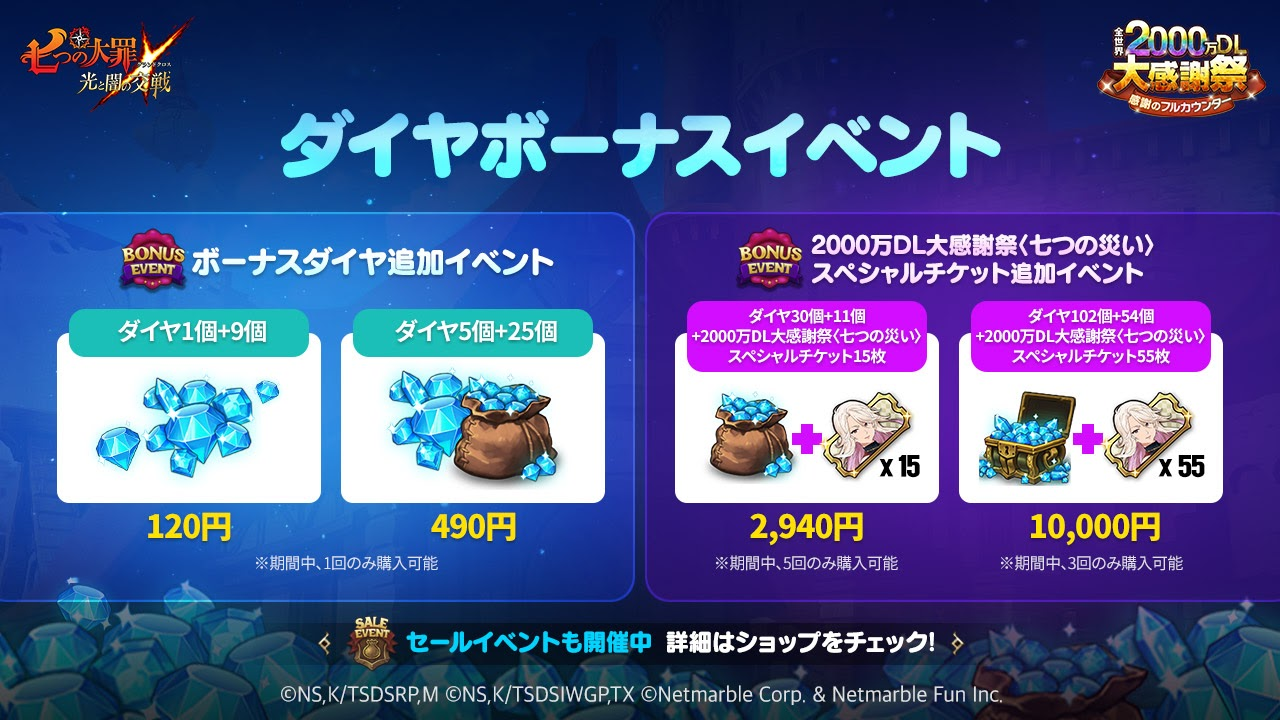 七つの大罪
グランドクロス
光と闇の交戦
全世界2000万DL
大感謝祭
感謝のフルカウンター
ダイヤボーナスイベント
BONUS
EVENT
ボーナスダイヤ追加イベント
ダイヤ1個+9個
120円
ダイヤ5個+25個
490円
※期間中、1回のみ購入可能
BONUS
EVENT
2000万DL大感謝祭〈七つの災い〉
スペシャルチケット追加イベント
ダイヤ30個+11個
+2000万DL大感謝祭〈七つの災い〉
スペシャルチケット15枚
x 15
2,940円
※期間中、5回のみ購入可能
ダイヤ102個+54個
+2000万DL大感謝祭〈七つの災い〉
スペシャルチケット55枚
x 55
10,000円
※期間中、3回のみ購入可能
SALE
EVENT
セールイベントも開催中 詳細はショップをチェック!
©NS,K/TSDSRP,M ©NS,K/TSDSIWGPTX ©Netmarble Corp. & Netmarble Fun Inc.